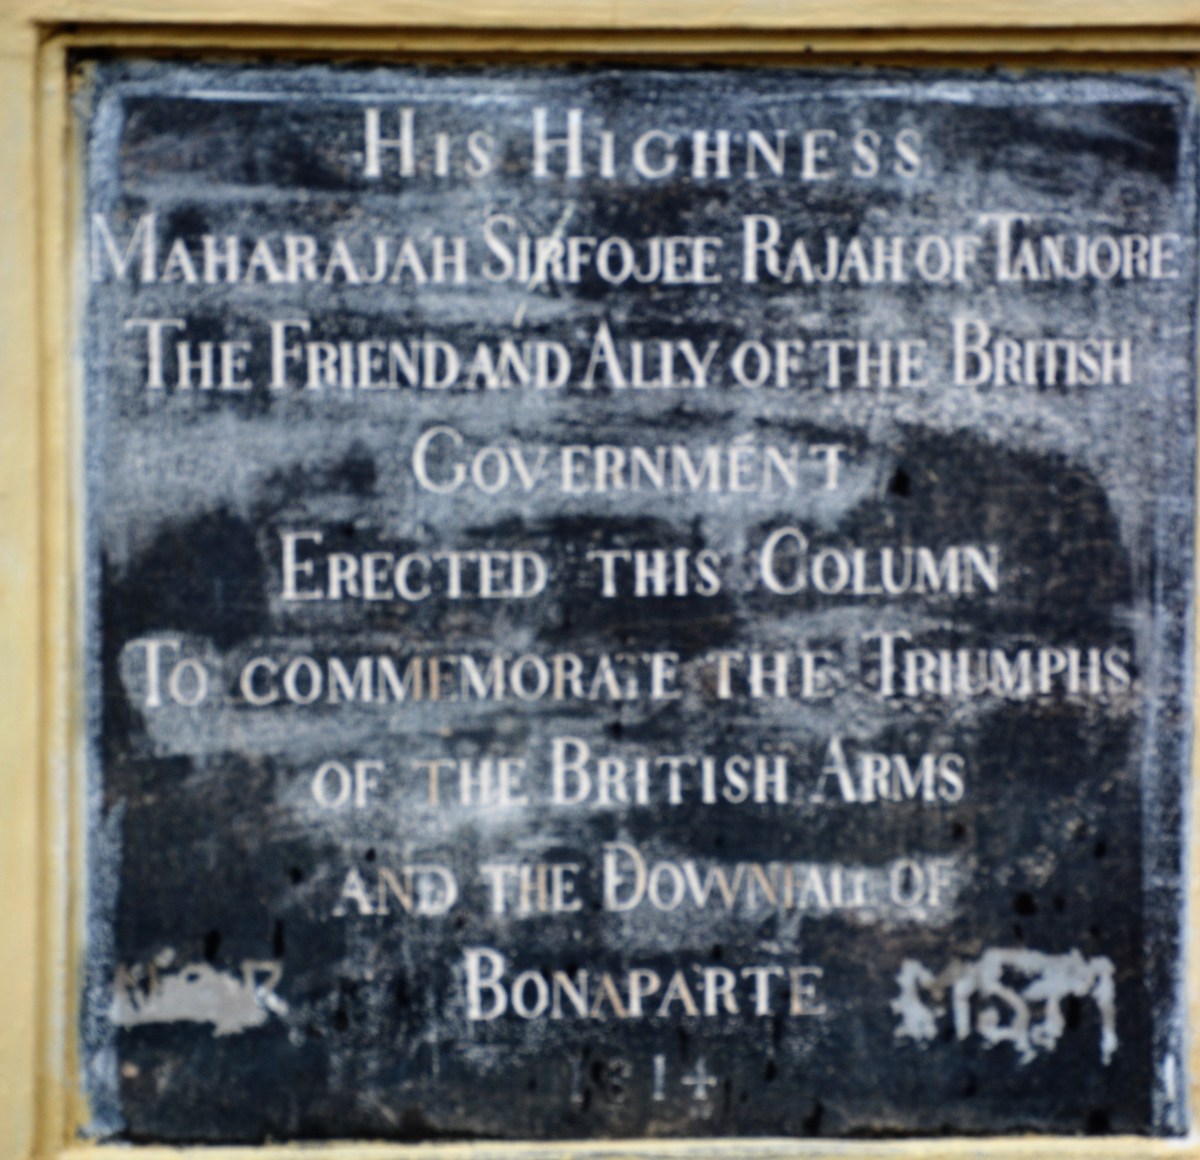 HIS HIGHNESS
MAHARAJAH SIRFOJEE RAJAH OF TANJORE
THE FRIEND AND ALLY OF THE BRITISH
GOVERNMENT
ERECTED THIS COLUMN
TO COMMEMORATE THE TRIUMPHS
OF THE BRITISH ARMS
AND THE DOWNFALL OF
BONAPARTE
1814